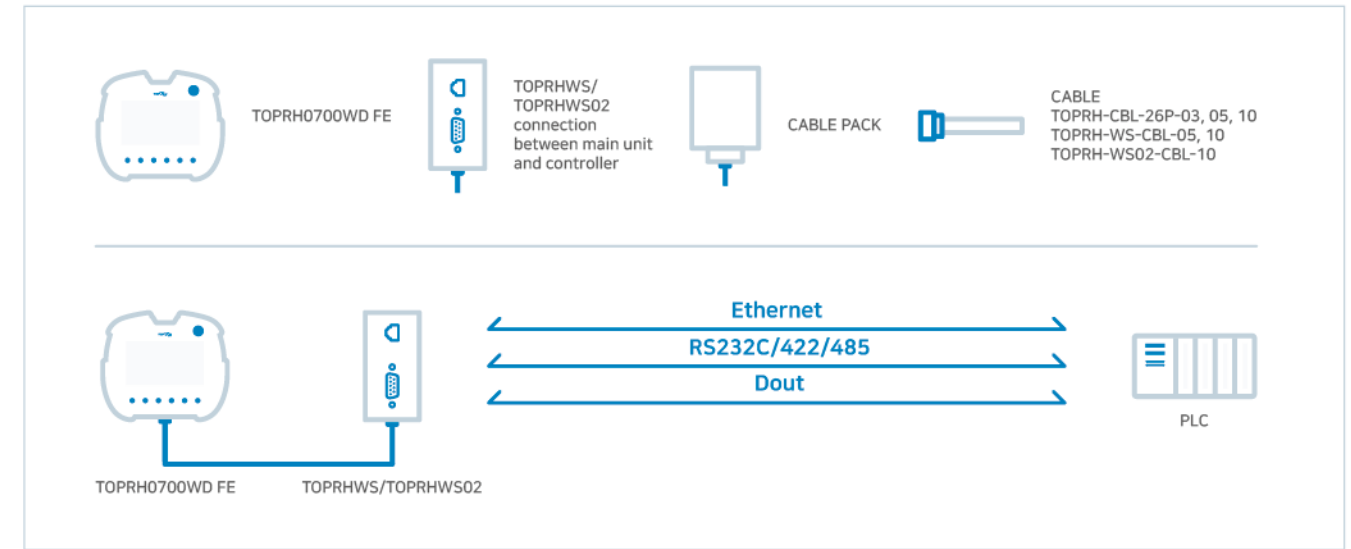 TOPRH0700WD FE
TOPRHWS/
TOPRHWS02
connection
between main unit
and controller
CABLE PACK
CABLE
TOPRH-CBL-26P-03, 05, 10
TOPRH-WS-CBL-05, 10
TOPRH-WS02-CBL-10
Ethernet
RS232C/422/485
Dout
PLC
TOPRH0700WD FE
TOPRHWS/TOPRHWS02